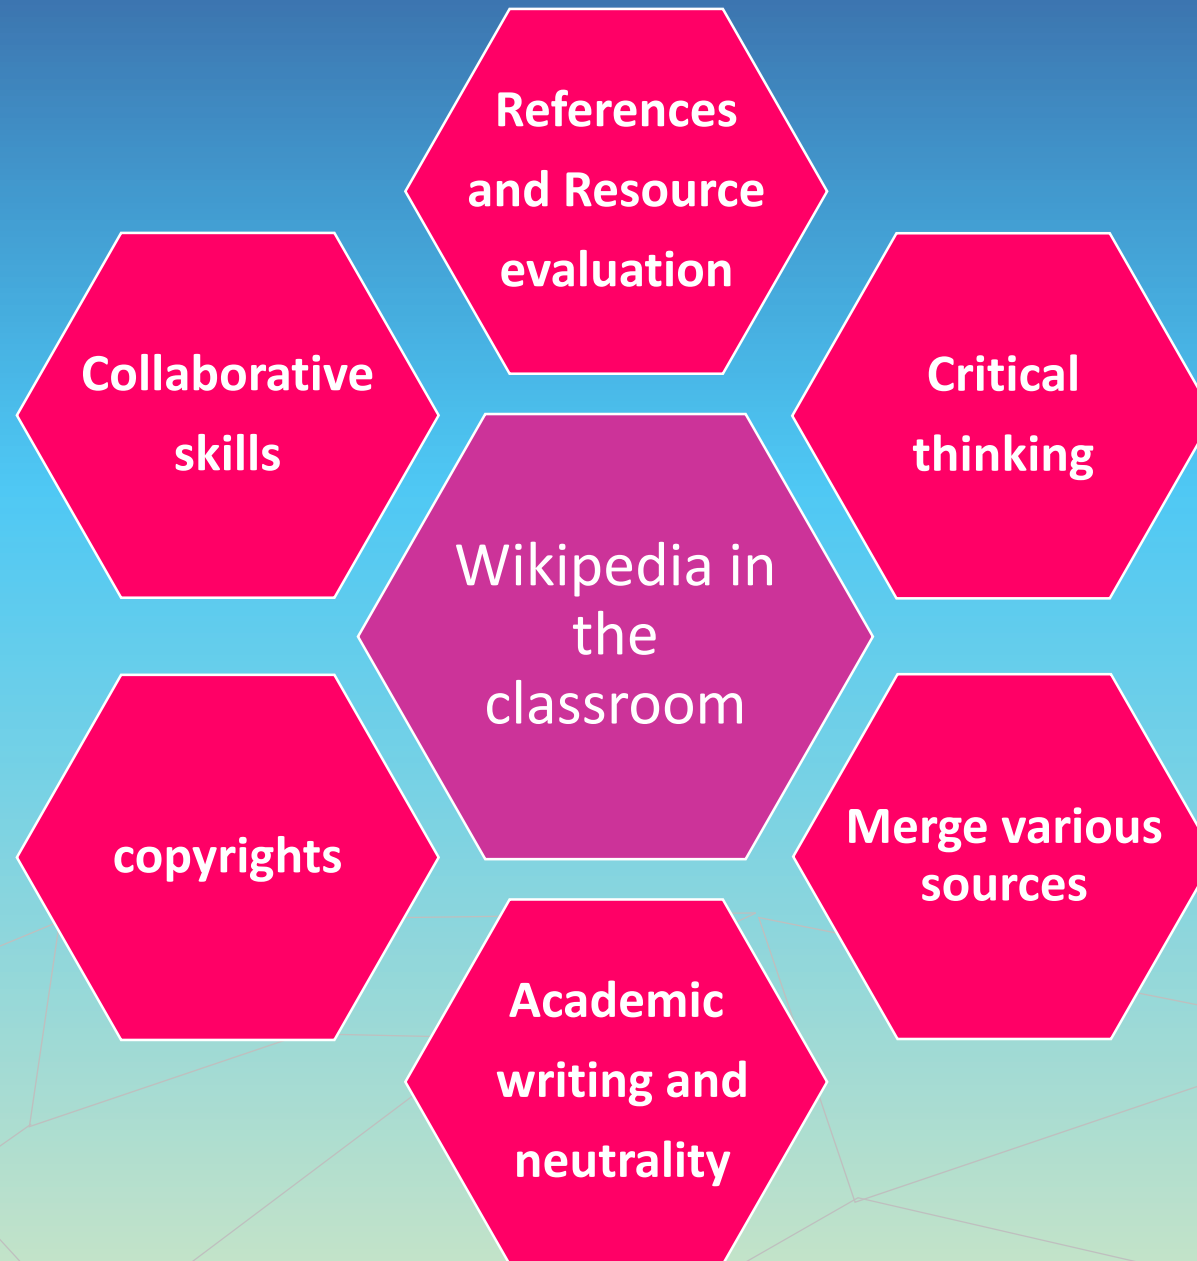 References
and Resource
evaluation
Collaborative
skills
Critical
thinking
Wikipedia in
the
classroom
copyrights
Merge various
sources
Academic
writing and
neutrality